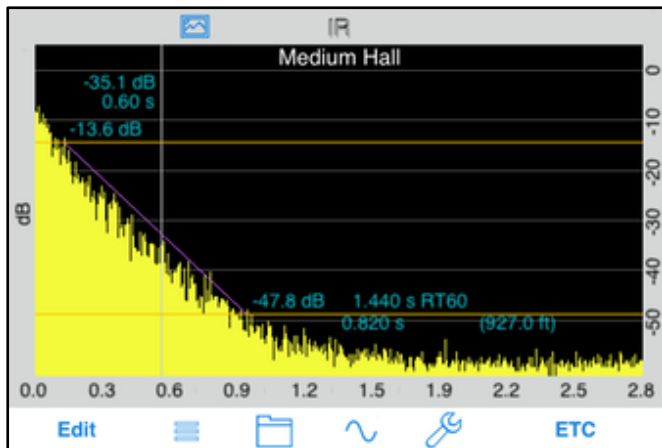 IR
Medium Hall
-35.1 dB
0.60 s
-13.6 dB
-47.8 dB 1.440 s RT60
0.820 s (927.0 ft)
dB
0
-10
-20
-30
-40
-50
0.0 0.3 0.6 0.9 1.2 1.5 1.9 2.2 2.5 2.8
Edit ETC